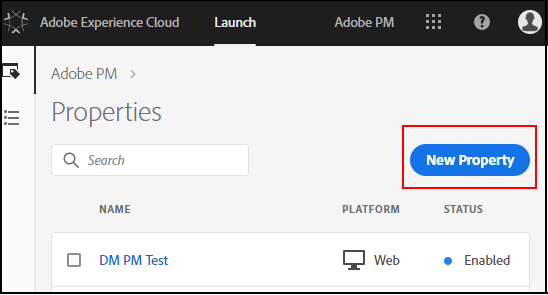 Adobe Experience Cloud Launch Adobe PM ?
Adobe PM >
Properties
Search New Property
NAME PLATFORM STATUS
DM PM Test Web Enabled